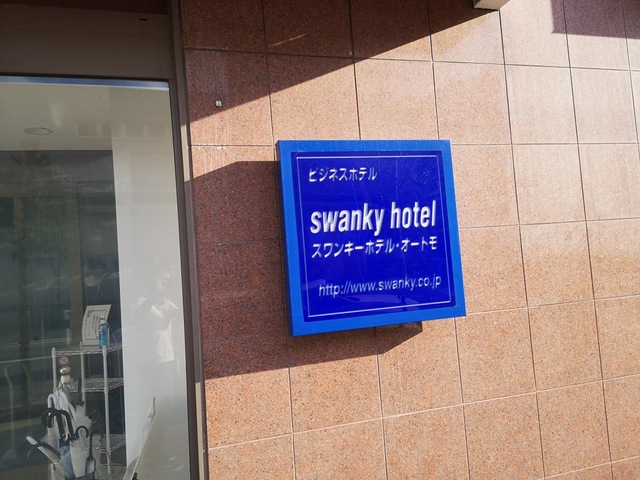 ビジネスホテル
swanky hotel
スワンキーホテル・オートモ
http://www.swanky.co.jp